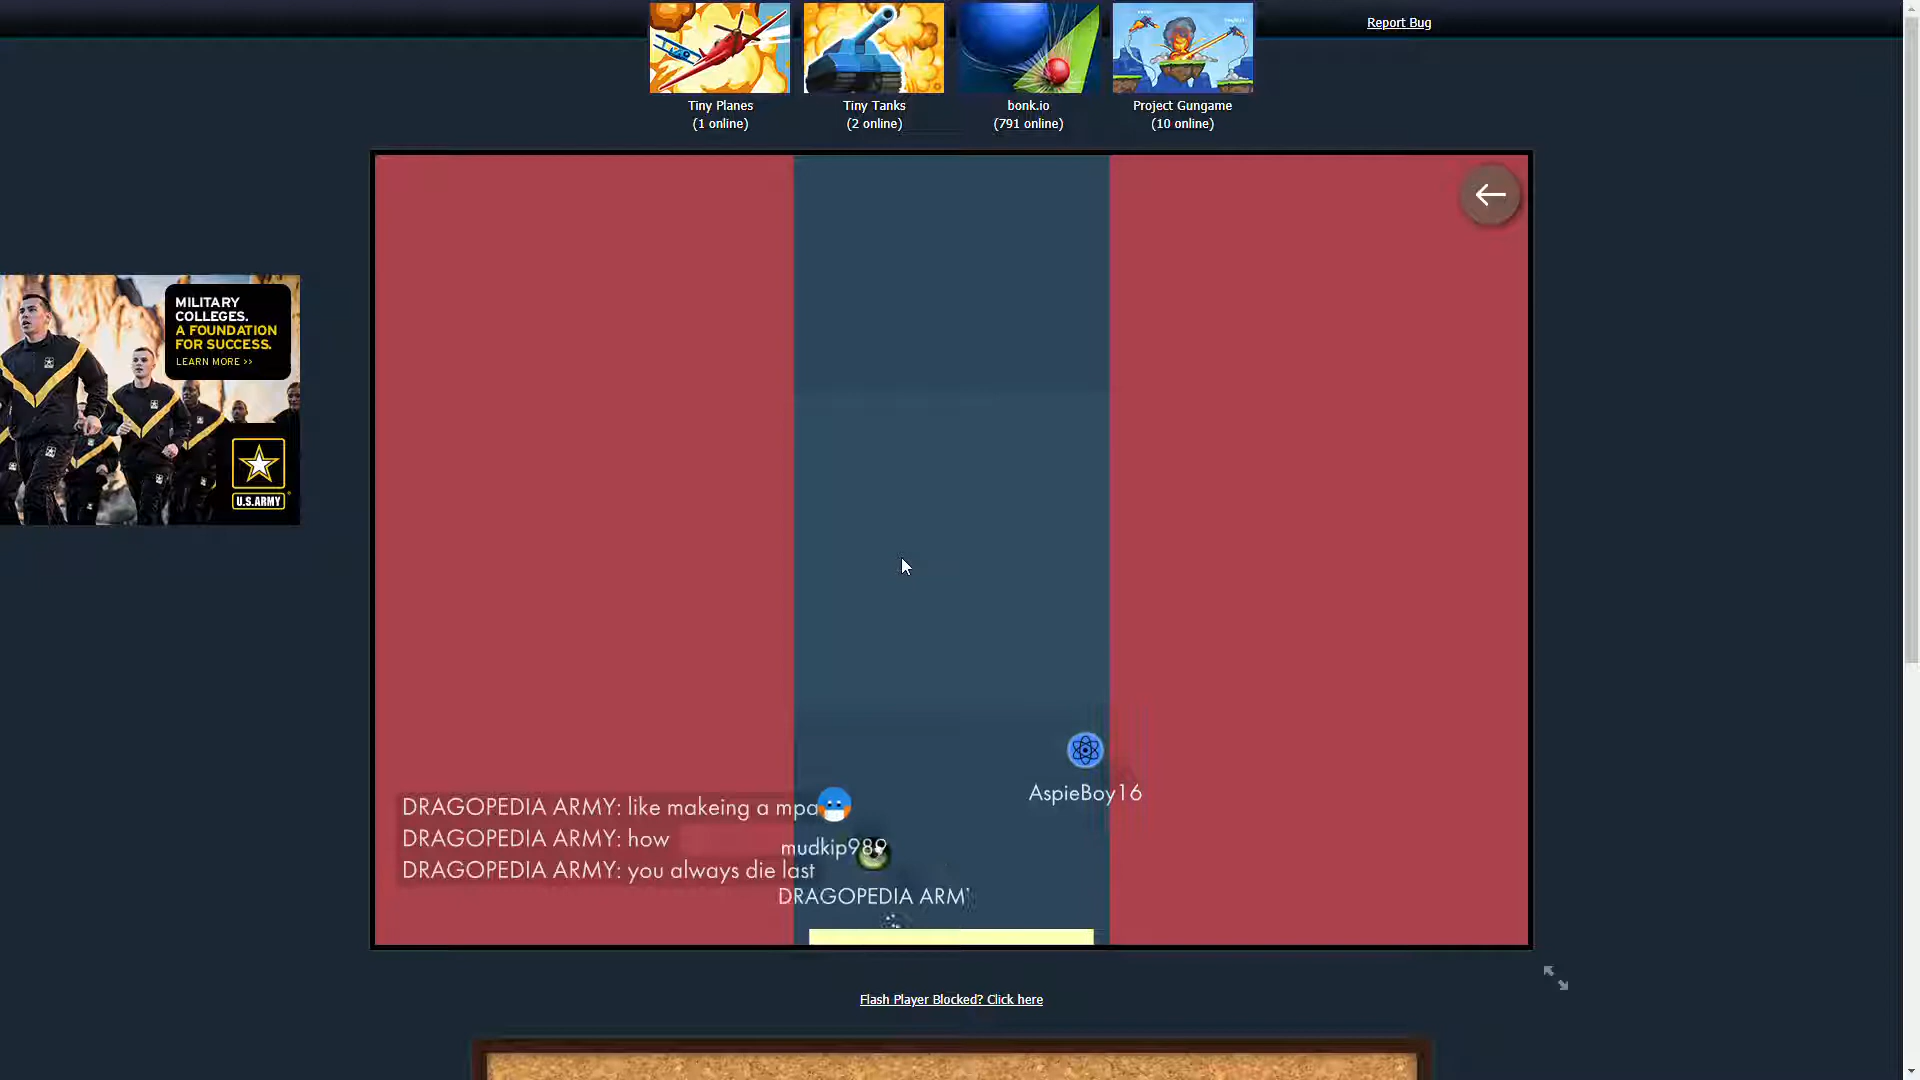 Report Bug
Tiny Planes
(1 online)
Tiny Tanks
(2 online)
bonk.io
(791 online)
Project Gungame
(10 online)
MILITARY
COLLEGES.
A FOUNDATION
FOR SUCCESS.
LEARN MORE >>
U.S.ARMY
AspieBoy16
DRAGOPEDIA ARMY: like makeing a mpa
DRAGOPEDIA ARMY: how
mudkip989
DRAGOPEDIA ARMY: you always die last
DRAGOPEDIA ARMY
Flash Player Blocked? Click here